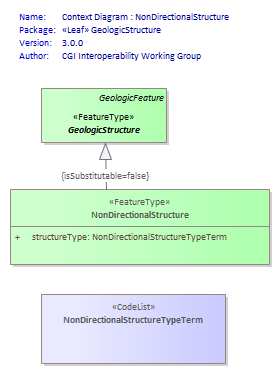 Name: Context Diagram : NonDirectionalStructure
Package: «Leaf» GeologicStructure
Version: 3.0.0
Author: CGI Interoperability Working Group
GeologicFeature
«FeatureType»
GeologicStructure
{isSubstitutable=false}
«FeatureType»
NonDirectionalStructure
+ structureType: NonDirectionalStructureTypeTerm
«CodeList»
NonDirectionalStructureTypeTerm